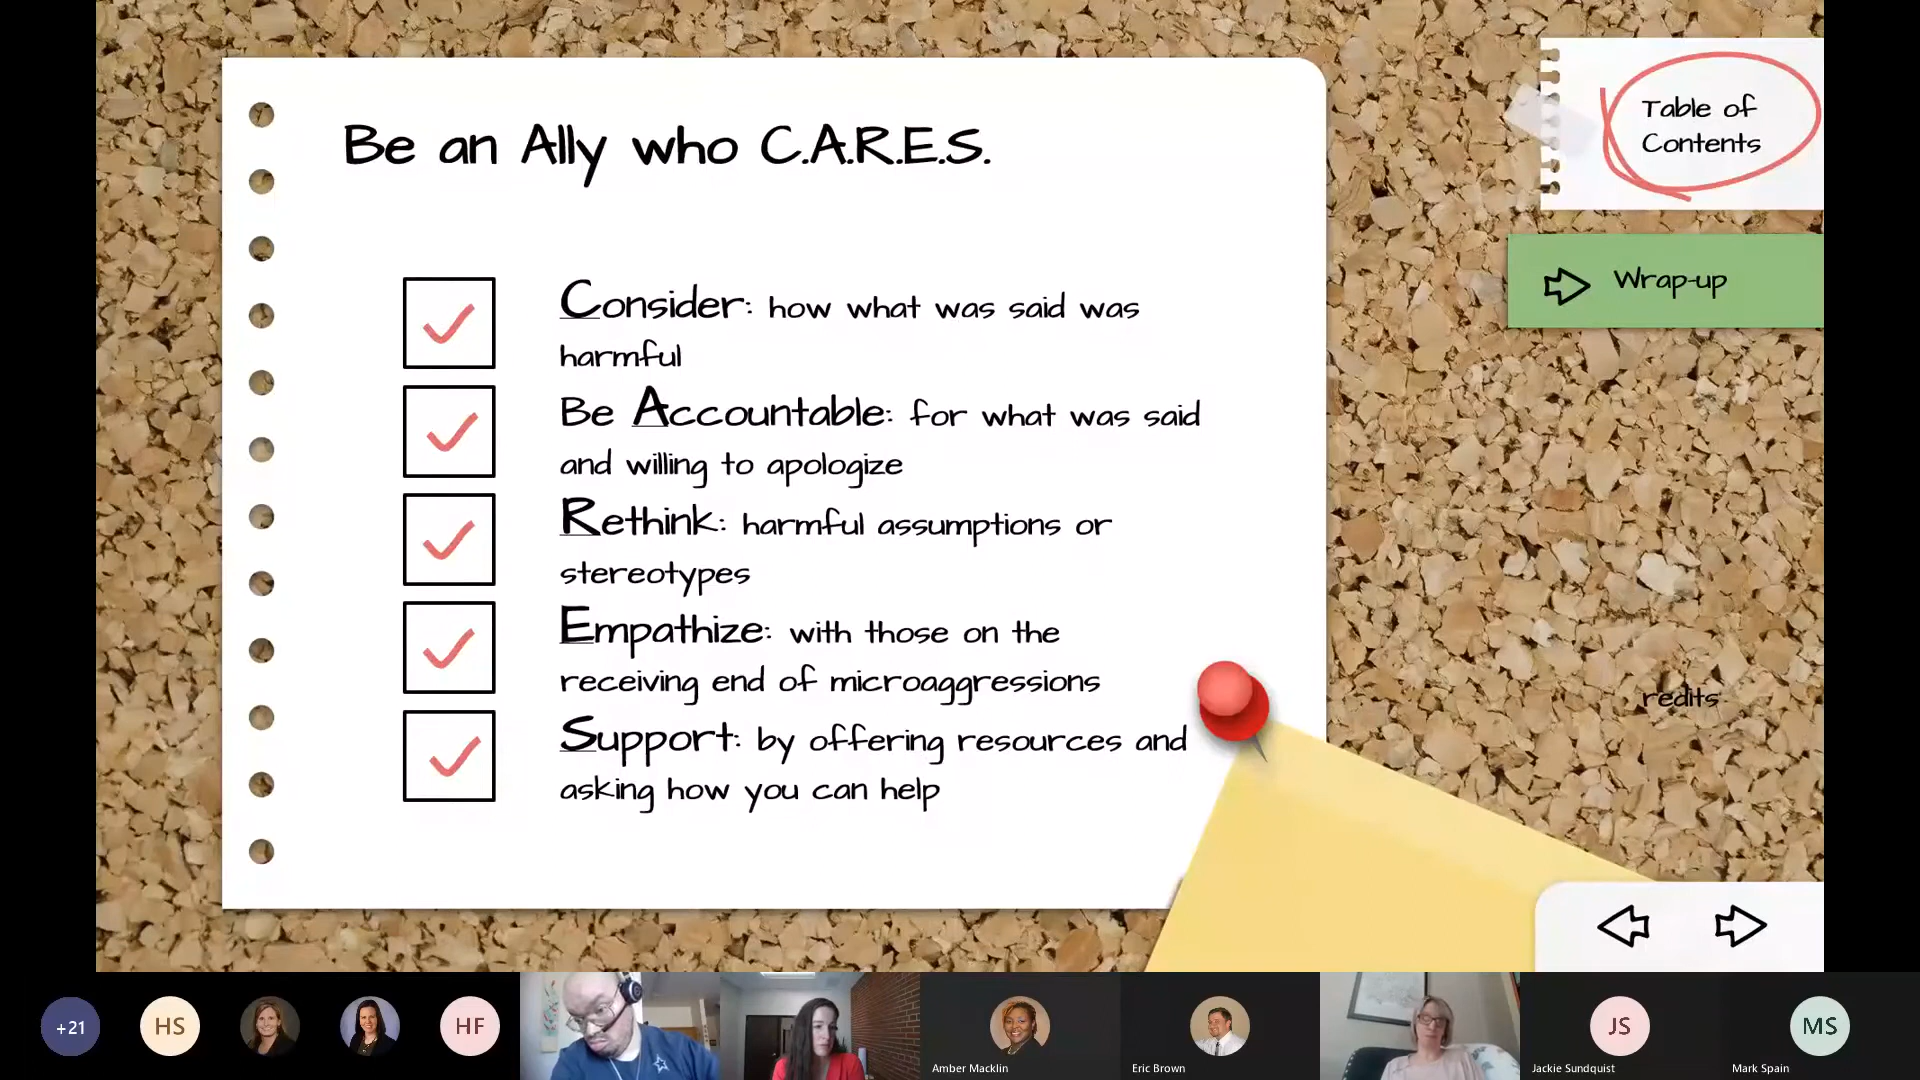 Be an Ally who C.A.R.E.S.
Consider: how what was said was
harmful
Be Accountable: for what was said
and willing to apologize
Rethink: harmful assumptions or
stereotypes
Empathize: with those on the
receiving end of microaggressions
Support: by offering resources and
asking how you can help
Table of
Contents
Wrap-up
redits
+21
HS
HF
Amber Macklin
Eric Brown
JS
Jackie Sundquist
MS
Mark Spain